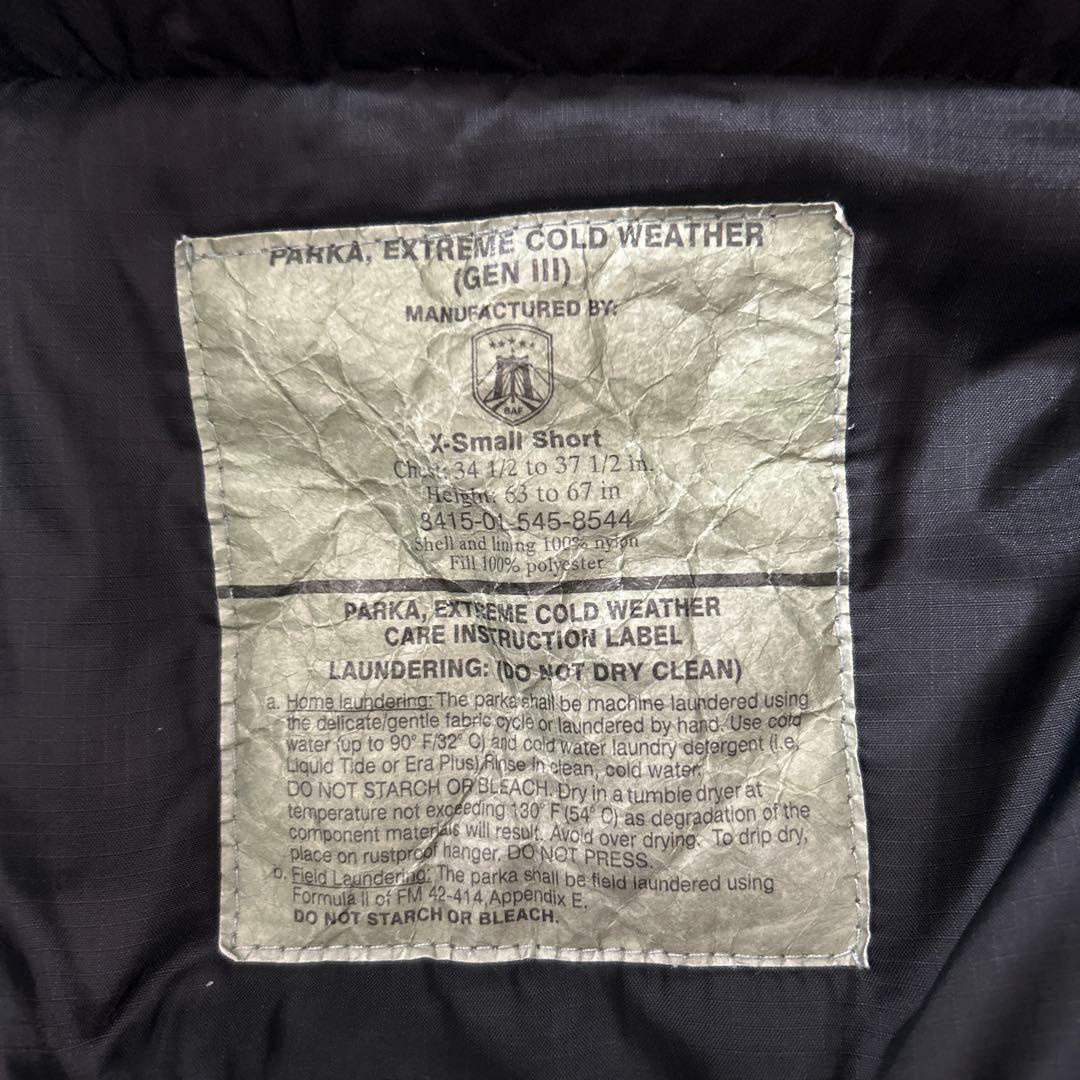 PARKA, EXTREME COLD WEATHER
(GEN III)
MANUFACTURED BY:
BAF
X-Small Short
Chest: 34 1/2 to 37 1/2 in.
Height: 63 to 67 in
8415-01-545-8544
Shell and lining 100% nylon
Fill 100% polyester
PARKA, EXTREME COLD WEATHER
CARE INSTRUCTION LABEL
LAUNDERING: (DO NOT DRY CLEAN)
a. Home laundering: The parka shall be machine laundered using
the delicate/gentle fabric cycle or laundered by hand. Use cold
water (up to 90° F/32° C) and cold water laundry detergent (i.e.
Liquid Tide or Era Plus) Rinse in clean, cold water.
DO NOT STARCH OR BLEACH. Dry in a tumble dryer at
temperature not exceeding 130° F (54° C) as degradation of the
component materials will result. Avoid over drying. To drip dry,
place on rustproof hanger. DO NOT PRESS.
b. Field Laundering: The parka shall be field laundered using
Formula II of FM 42-414, Appendix E.
DO NOT STARCH OR BLEACH.